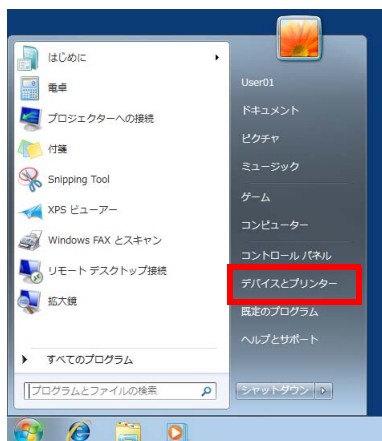 はじめに
電卓
プロジェクターへの接続
付箋
Snipping Tool
XPS ビューアー
Windows FAX とスキャン
リモート デスクトップ接続
拡大鏡
すべてのプログラム
プログラムとファイルの検索
User01
ドキュメント
ピクチャ
ミュージック
ゲーム
コンピューター
コントロール パネル
デバイスとプリンター
既定のプログラム
ヘルプとサポート
シャットダウン